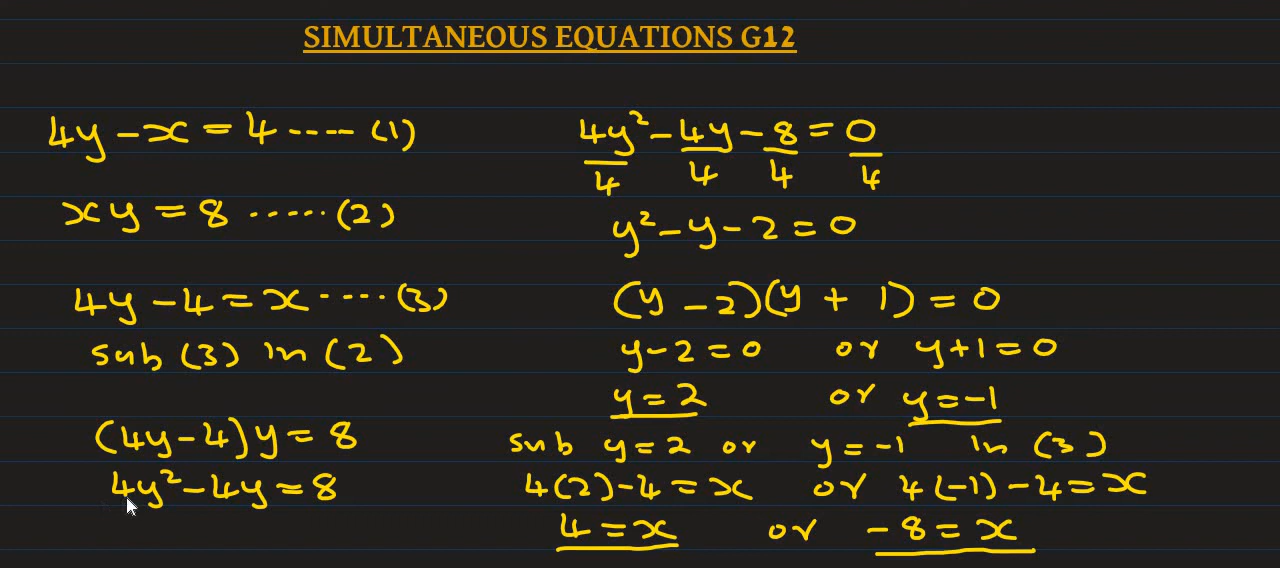 SIMULTANEOUS EQUATIONS G12
4y - x = 4 ---- (1)
xy = 8 ..... (2)
4y - 4 = x .... (3)
sub (3) in (2)
(4y - 4)y = 8
4y² - 4y = 8
4y²/4 - 4y/4 - 8/4 = 0/4
y² - y - 2 = 0
(y - 2)(y + 1) = 0
y - 2 = 0 or y + 1 = 0
y = 2 or y = -1
sub y = 2 or y = -1 in (3)
4(2) - 4 = x or 4(-1) - 4 = x
4 = x or -8 = x